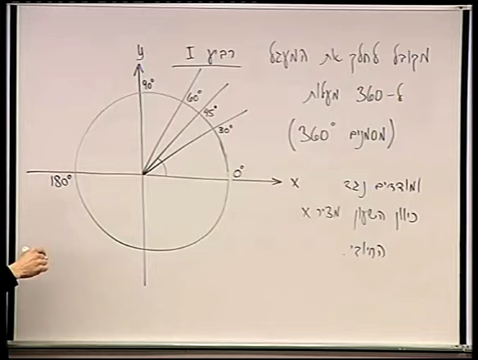 מקובל לחלק את המעגל
ל-360 מעלות
(מסמנים 360°)
ומודדים נגד
כיוון השעון מציר x
החיובי.
רביע I
y
90°
60°
45°
30°
0°
x
180°